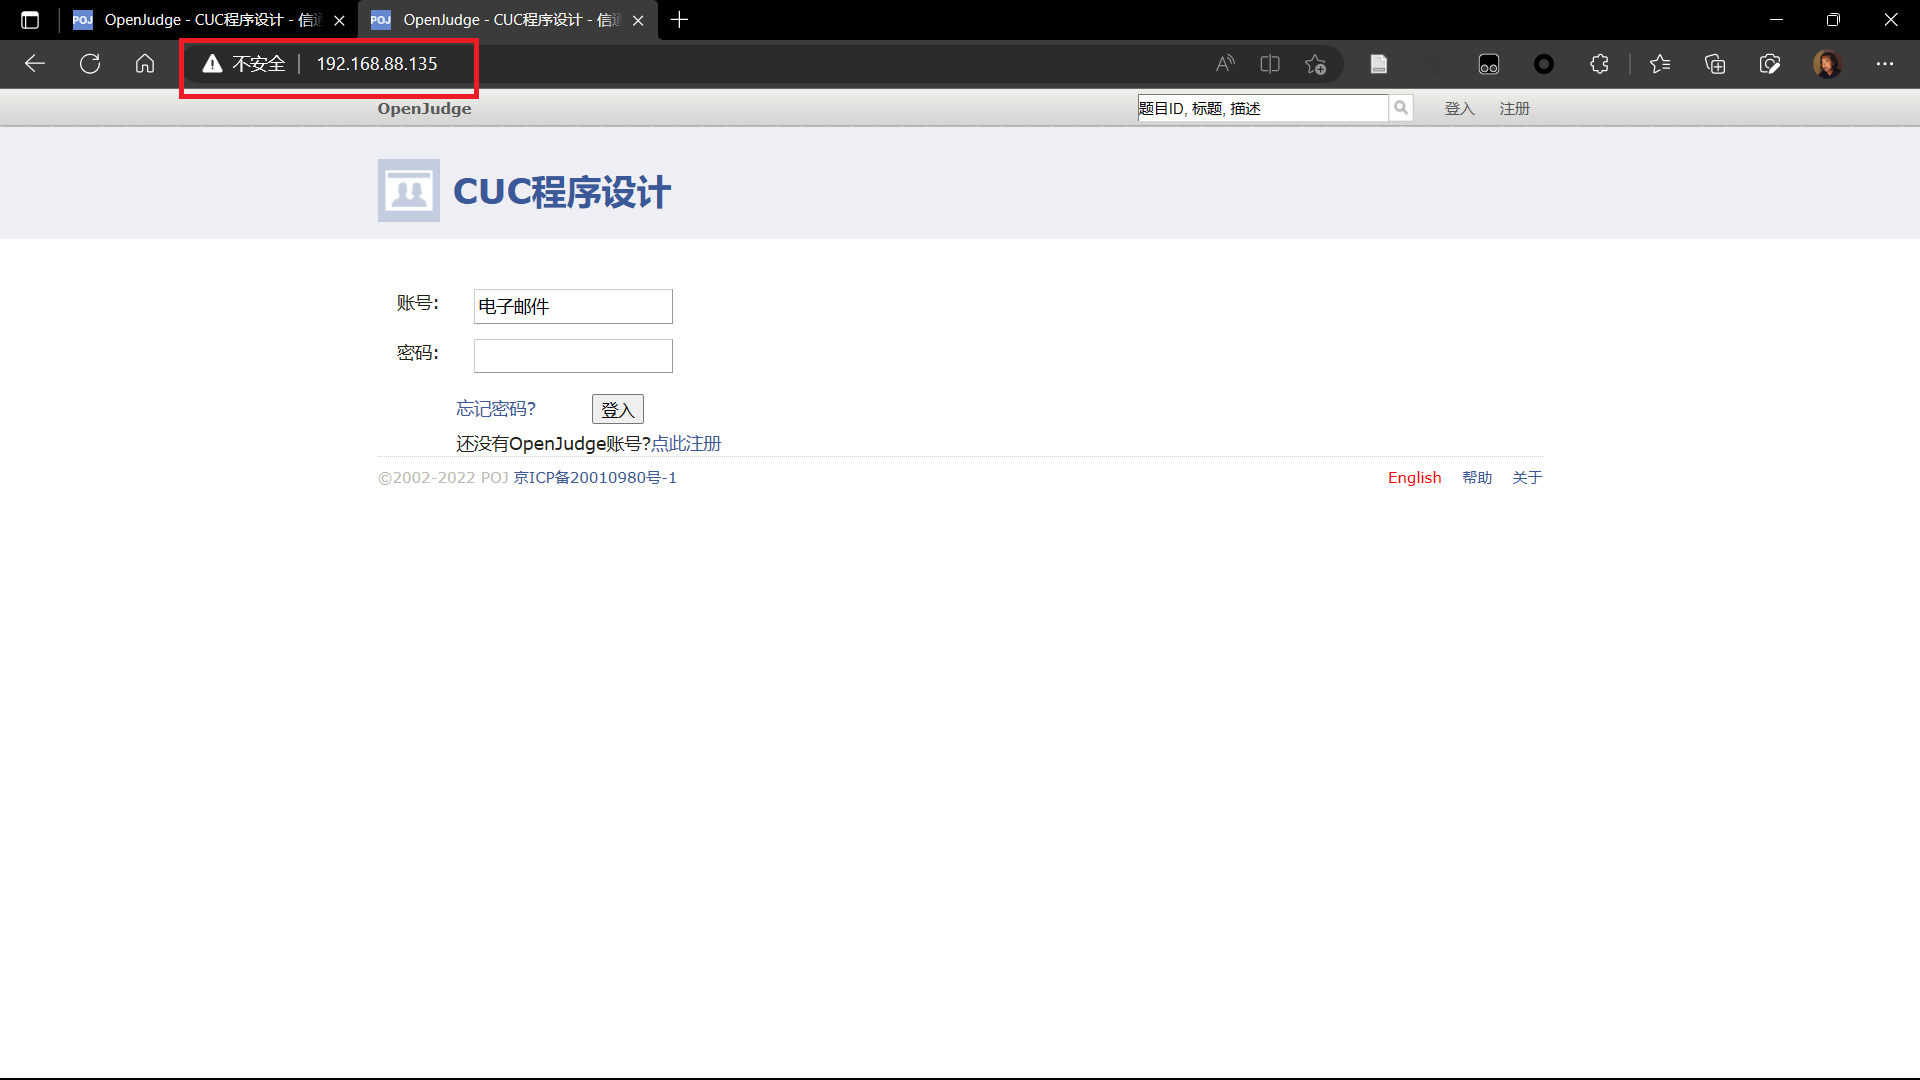 POJ OpenJudge - CUC程序设计 - 信
POJ OpenJudge - CUC程序设计 - 信
不安全 192.168.88.135
OpenJudge
题目ID, 标题, 描述
登入 注册
CUC程序设计
账号:
电子邮件
密码:
忘记密码?
登入
还没有OpenJudge账号?点此注册
©2002-2022 POJ 京ICP备20010980号-1
English 帮助 关于